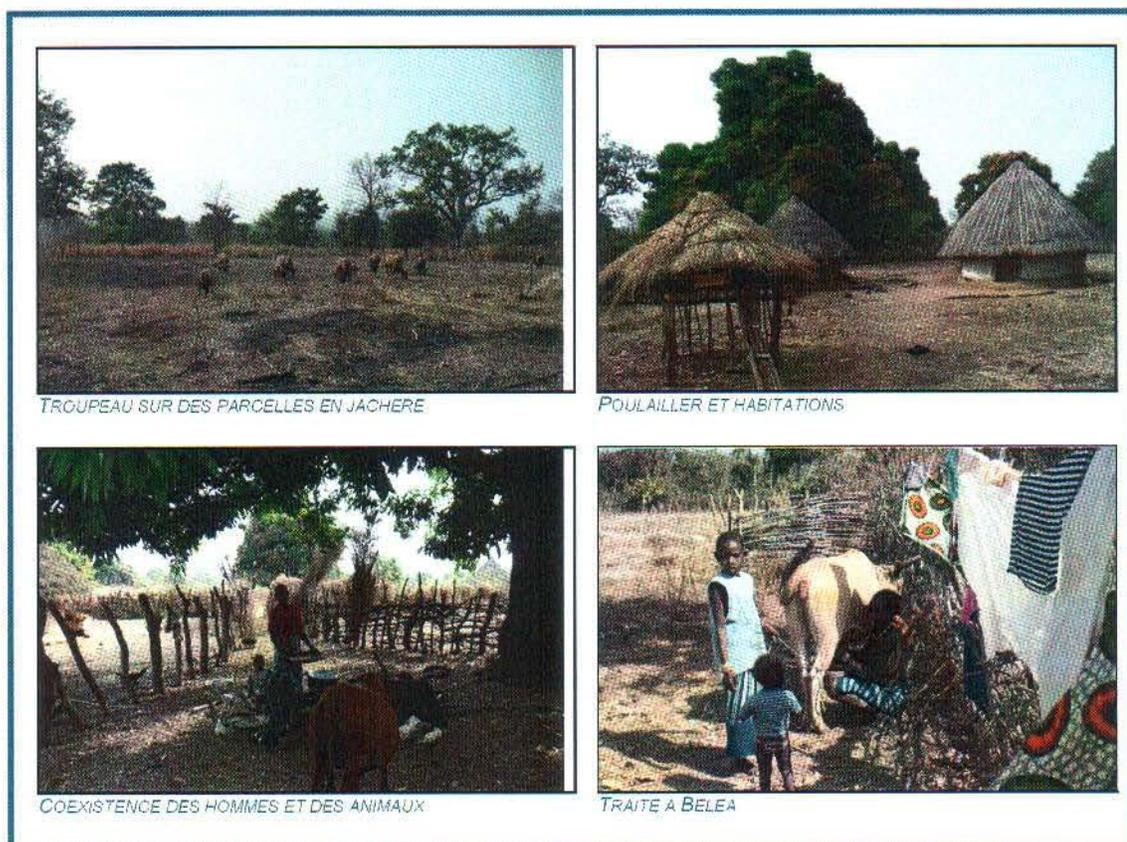 TROUPEAU SUR DES PARCELLES EN JACHERE
POULAILLER ET HABITATIONS
COEXISTENCE DES HOMMES ET DES ANIMAUX
TRAITE A BELEA